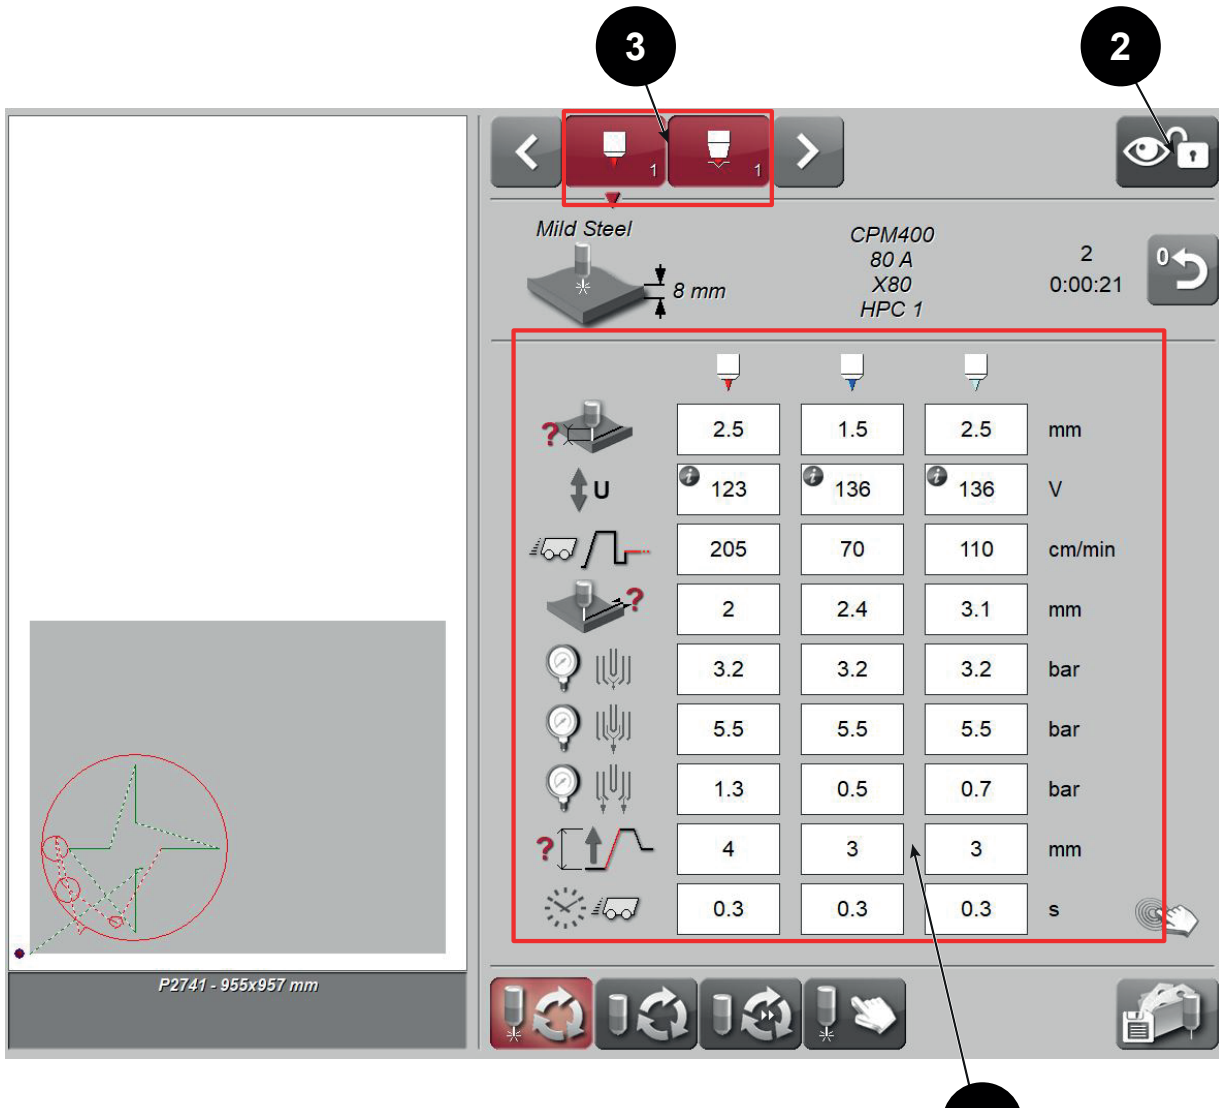 3
2
1
1
Mild Steel
8 mm
CPM400
80 A
X80
HPC 1
2
0:00:21
0
2.5 1.5 2.5 mm
U 123 136 136 V
205 70 110 cm/min
2 2.4 3.1 mm
3.2 3.2 3.2 bar
5.5 5.5 5.5 bar
1.3 0.5 0.7 bar
4 3 3 mm
0.3 0.3 0.3 s
P2741 - 955x957 mm